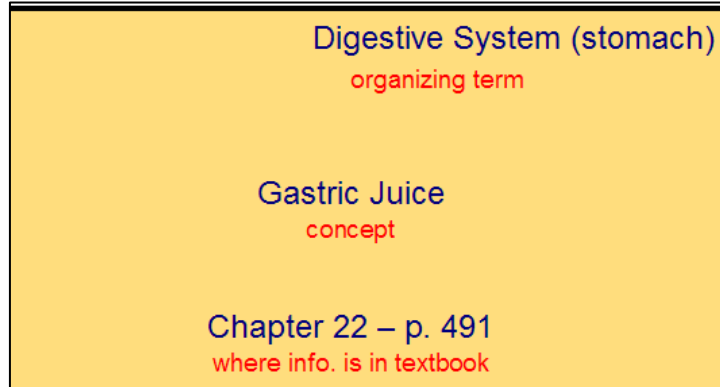 Digestive System (stomach)
organizing term
Gastric Juice
concept
Chapter 22 – p. 491
where info. is in textbook